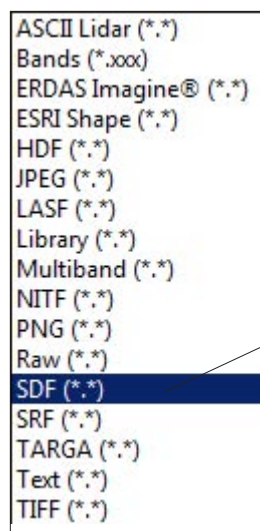 ASCII Lidar (*.*)
Bands (*.xxx)
ERDAS Imagine® (*.*)
ESRI Shape (*.*)
HDF (*.*)
JPEG (*.*)
LASF (*.*)
Library (*.*)
Multiband (*.*)
NITF (*.*)
PNG (*.*)
Raw (*.*)
SDF (*.*)
SRF (*.*)
TARGA (*.*)
Text (*.*)
TIFF (*.*)